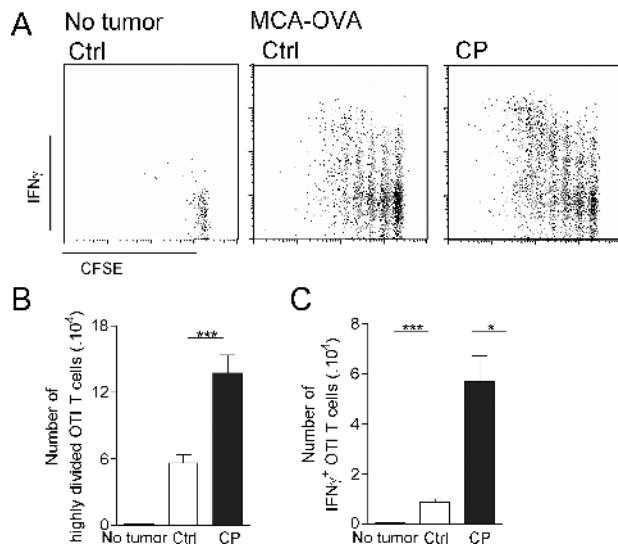 A
No tumor
Ctrl
MCA-OVA
Ctrl
CP
IFNγ
CFSE
B
Number of
highly divided OTI T cells (.10⁴)
18
12
6
0
***
No tumor Ctrl CP
C
Number of
IFNγ⁺ OTI T cells (.10⁴)
8
6
4
2
0
***
*
No tumor Ctrl CP